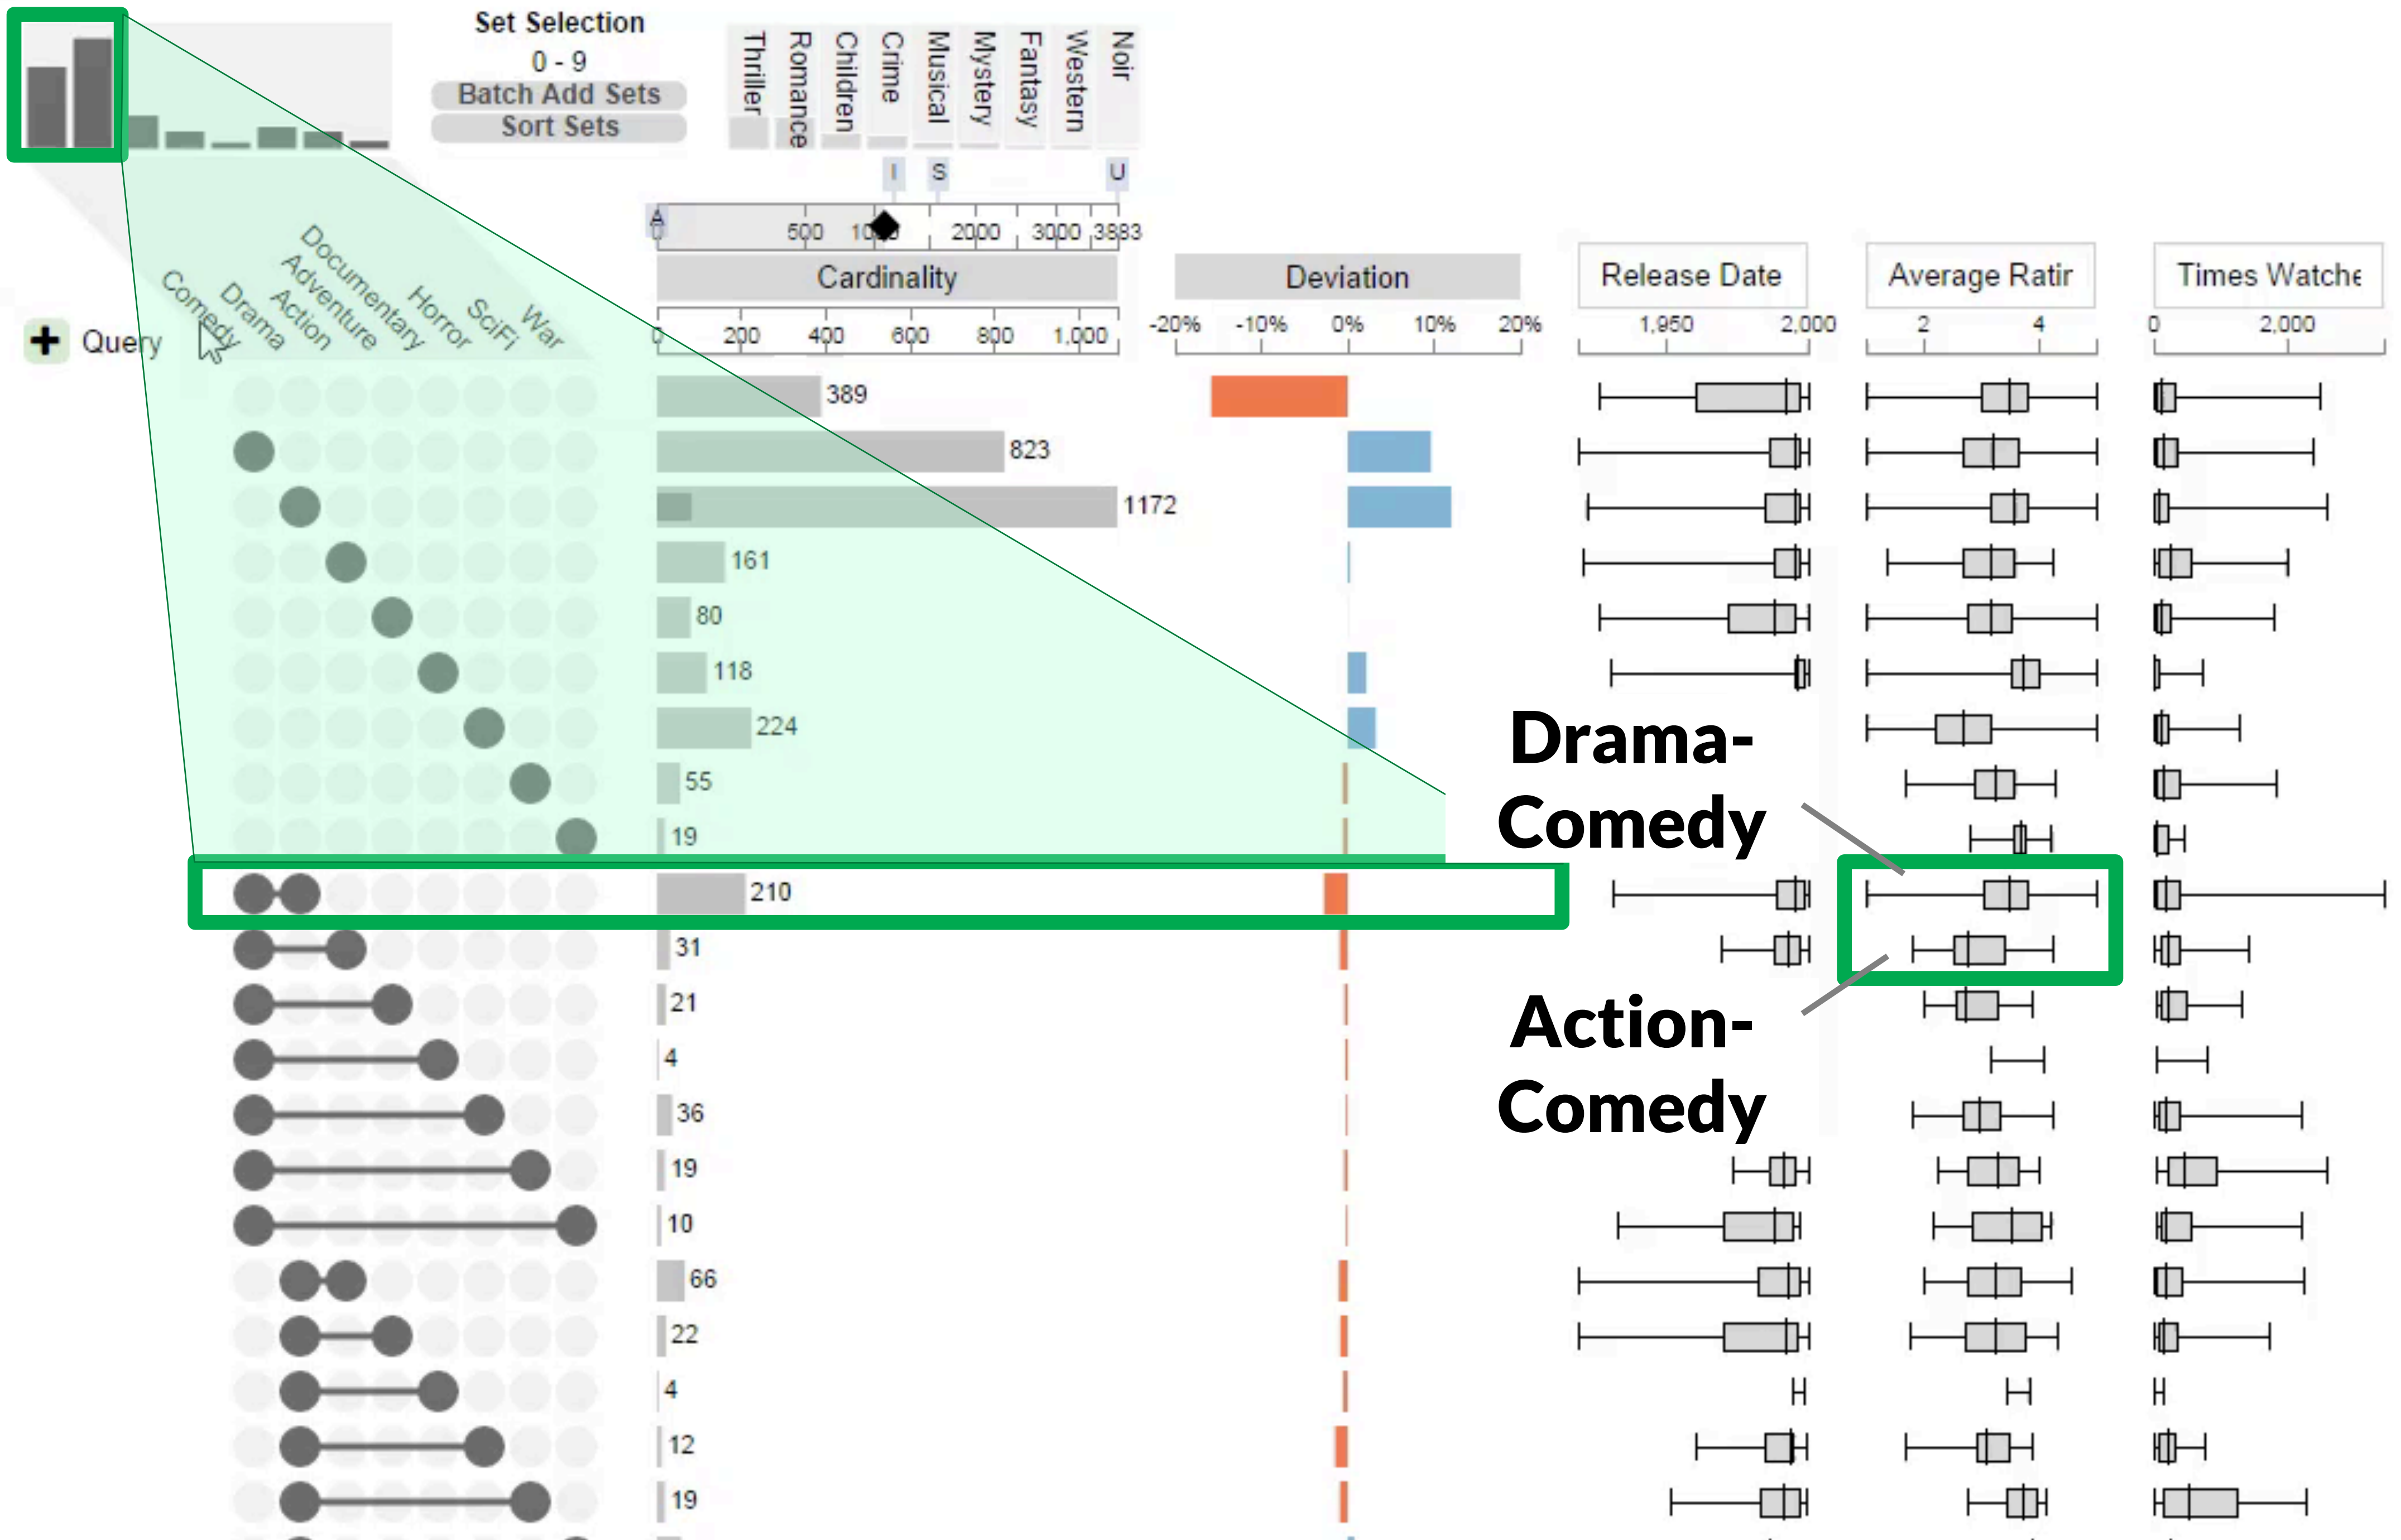 Set Selection
0 - 9
Batch Add Sets
Sort Sets
Thriller
Romance
Children
Crime
Musical
Mystery
Fantasy
Western
Noir
I S U
A
0 500 2000 3000 3883
Query
Comedy
Drama
Action
Adventure
Documentary
Horror
SciFi
War
Cardinality
0 200 400 600 800 1,000
Deviation
-20% -10% 0% 10% 20%
Release Date
1,950 2,000
Average Ratir
2 4
Times Watche
0 2,000
389
823
1172
161
80
118
224
55
19
210
31
21
4
36
19
10
66
22
4
12
19
Drama-
Comedy
Action-
Comedy